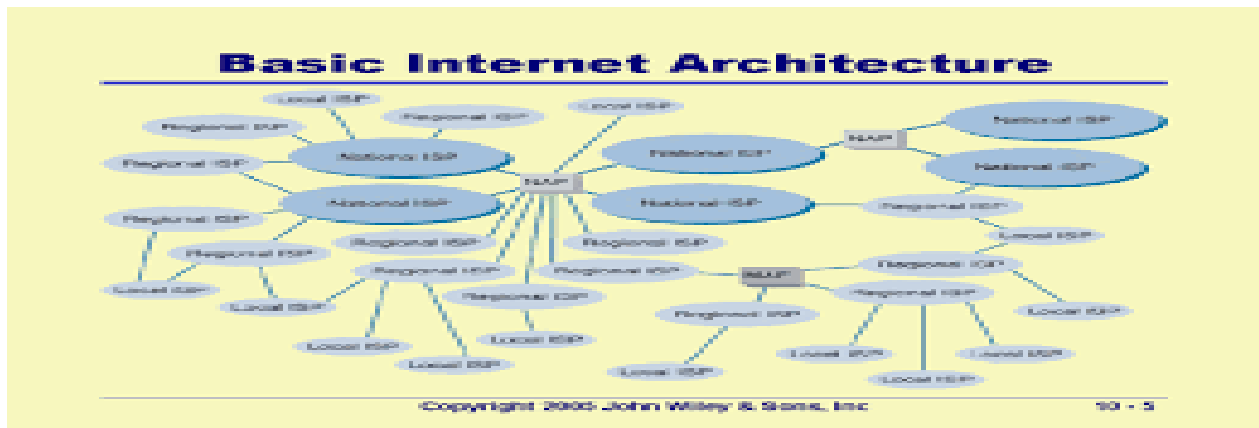 Basic Internet Architecture
Local ISP
Local ISP
Regional ISP
National ISP
Regional ISP
NAP
National ISP
National ISP
Regional ISP
National ISP
NAP
National ISP
National ISP
Regional ISP
Regional ISP
Local ISP
Regional ISP
Regional ISP
Regional ISP
Regional ISP
Regional ISP
Regional ISP
NAP
Local ISP
Regional ISP
Regional ISP
Local ISP
Regional ISP
Local ISP
Local ISP
Local ISP
Local ISP
Local ISP
Local ISP
Local ISP
Local ISP
Copyright 2005 John Wiley & Sons, Inc
10 - 5